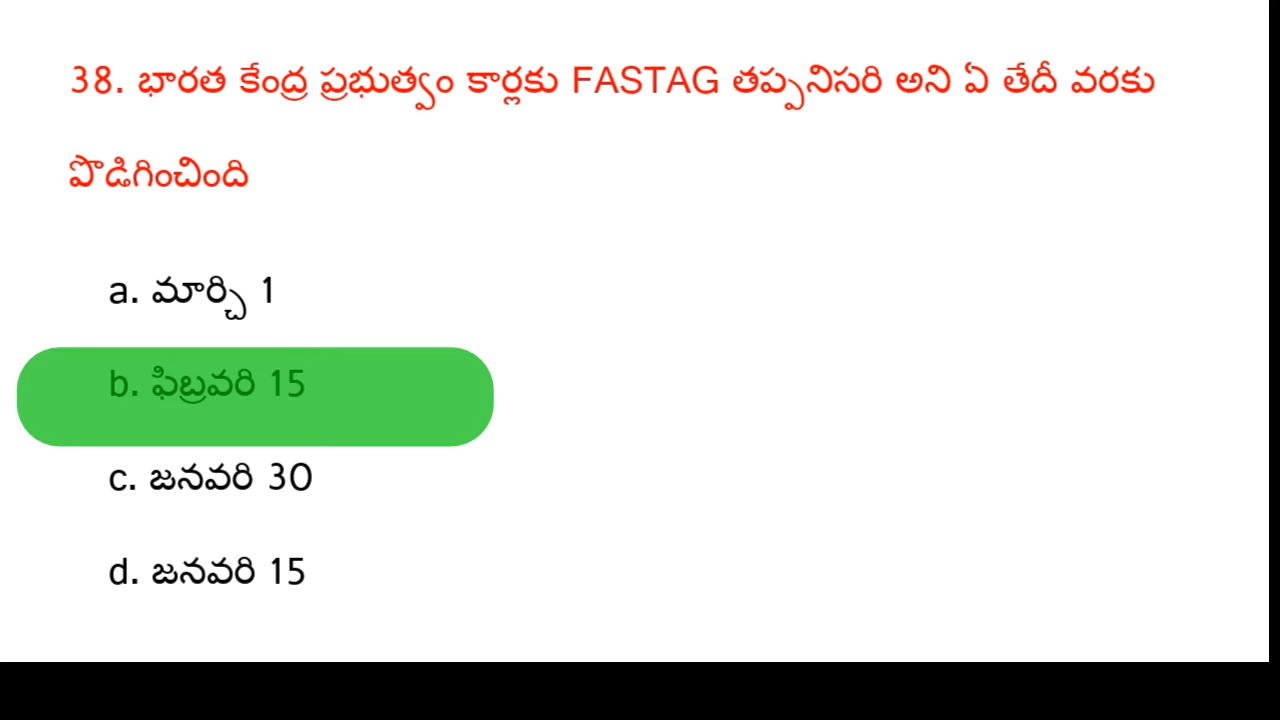 38. భారత కేంద్ర ప్రభుత్వం కార్లకు FASTAG తప్పనిసరి అని ఏ తేదీ వరకు
పొడిగించింది
a. మార్చి 1
b. ఫిబ్రవరి 15
c. జనవరి 30
d. జనవరి 15